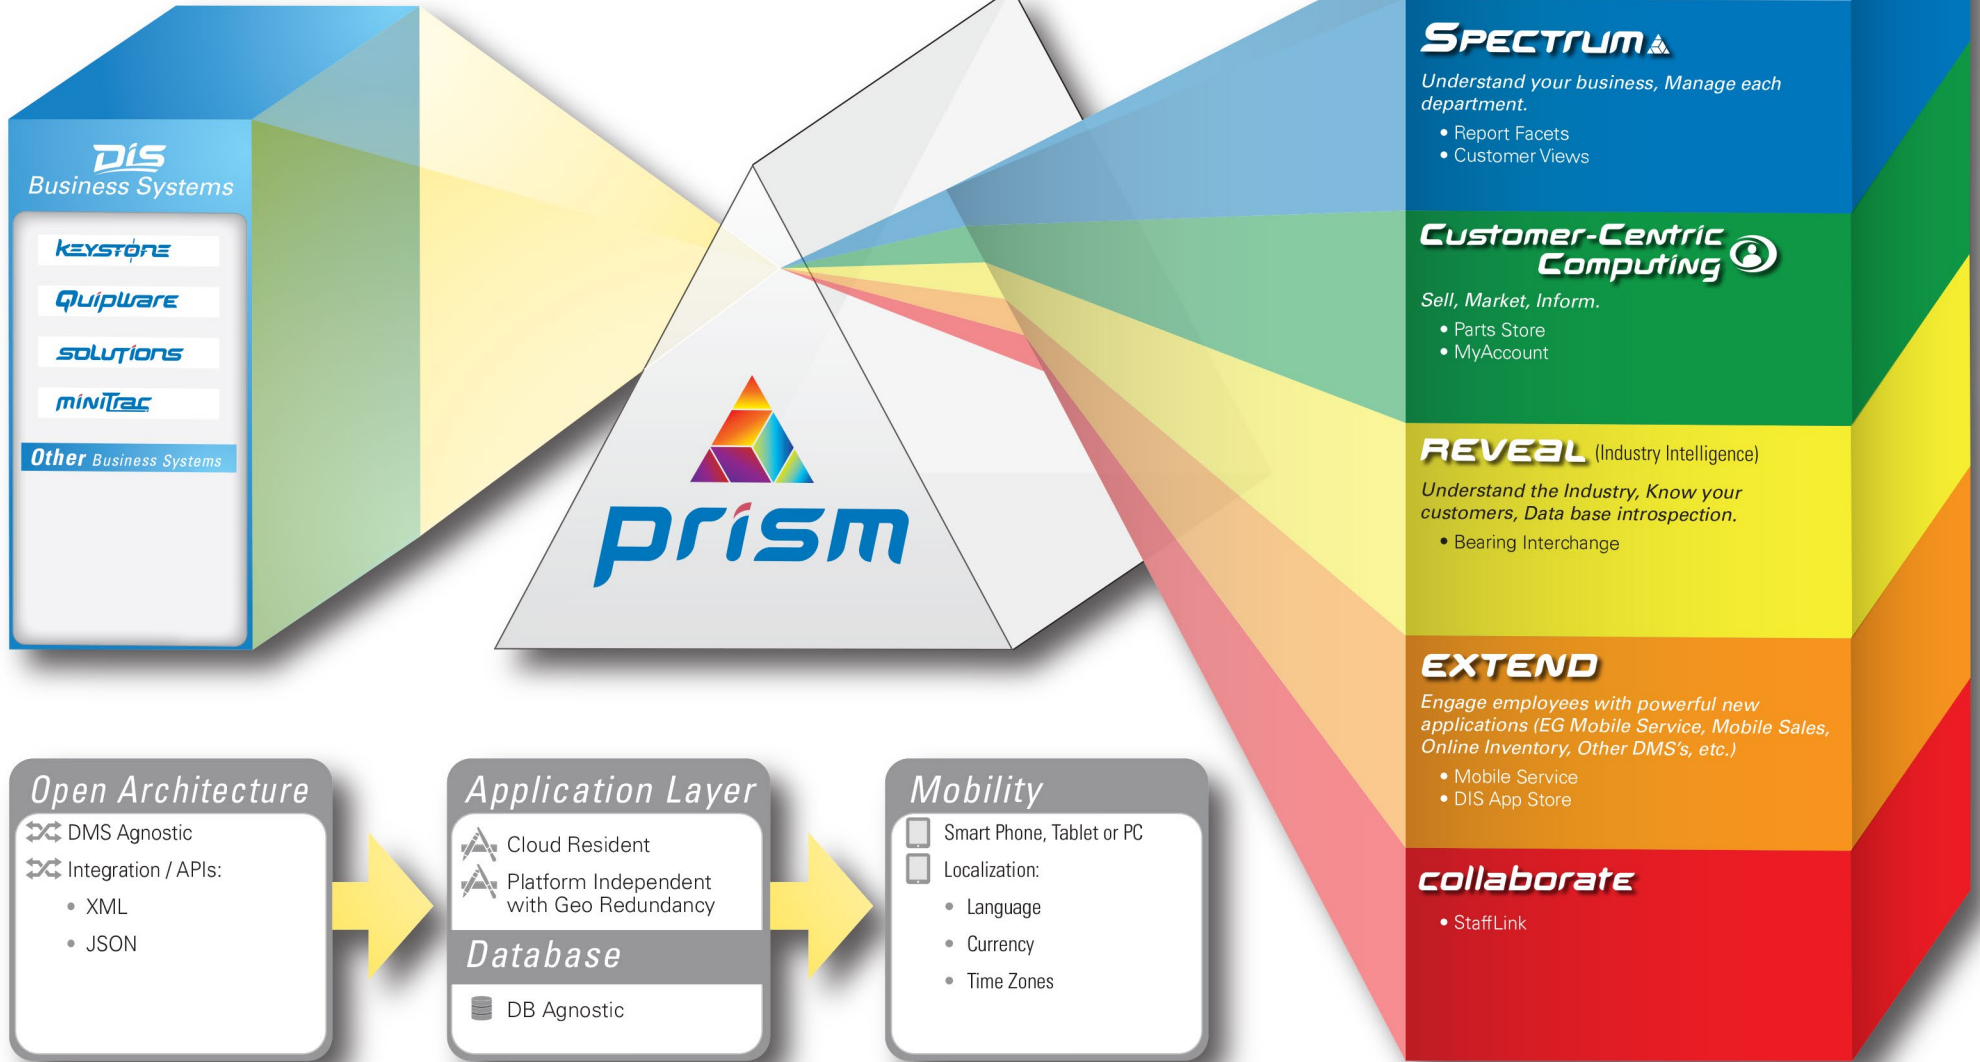 DIS
Business Systems
KEYSTONE
Quipware
SOLUTIONS
miniTrac
Other Business Systems
prism
SPECTRUM
Understand your business, Manage each
department.
• Report Facets
• Customer Views
Customer-Centric
Computing
Sell, Market, Inform.
• Parts Store
• MyAccount
REVEAL (Industry Intelligence)
Understand the Industry, Know your
customers, Data base introspection.
• Bearing Interchange
EXTEND
Engage employees with powerful new
applications (EG Mobile Service, Mobile Sales,
Online Inventory, Other DMS's, etc.)
• Mobile Service
• DIS App Store
collaborate
• StaffLink
Open Architecture
DMS Agnostic
Integration / APIs:
• XML
• JSON
Application Layer
Cloud Resident
Platform Independent
with Geo Redundancy
Database
DB Agnostic
Mobility
Smart Phone, Tablet or PC
Localization:
• Language
• Currency
• Time Zones